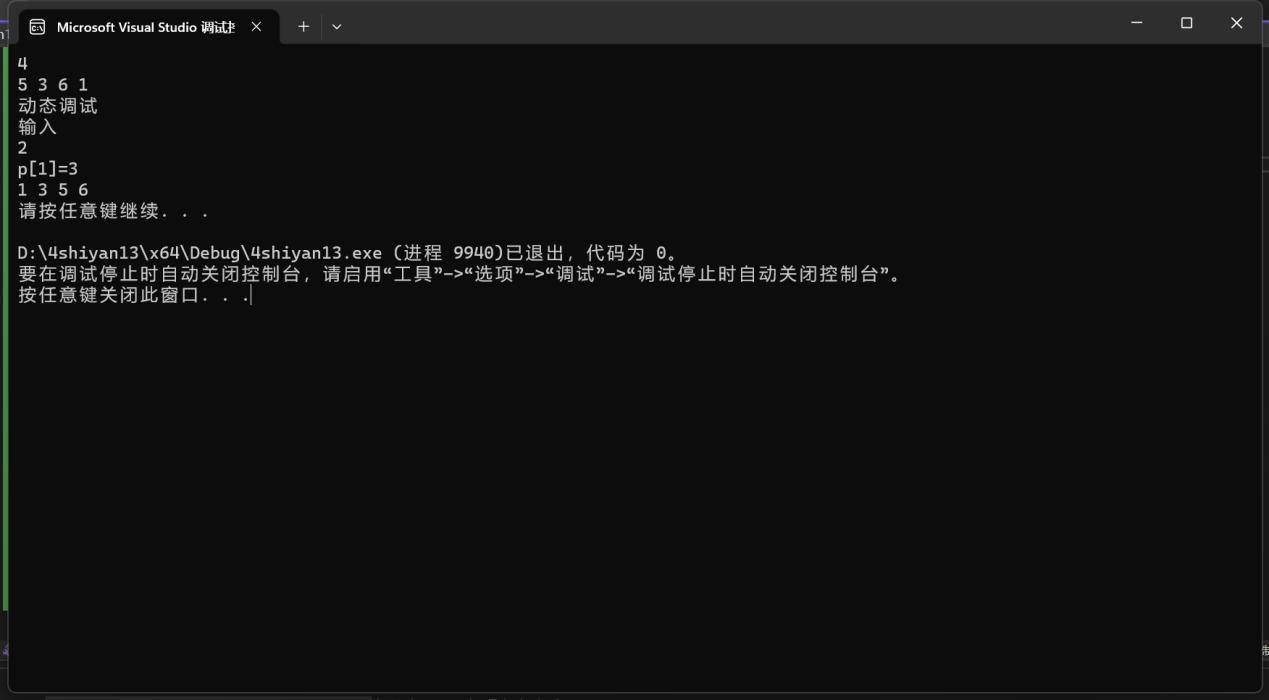 Microsoft Visual Studio 调试控
4
5 3 6 1
动态调试
输入
2
p[1]=3
1 3 5 6
请按任意键继续. . .
D:\4shiyan13\x64\Debug\4shiyan13.exe (进程 9940)已退出，代码为 0。
要在调试停止时自动关闭控制台，请启用“工具”->“选项”->“调试”->“调试停止时自动关闭控制台”。
按任意键关闭此窗口. . .